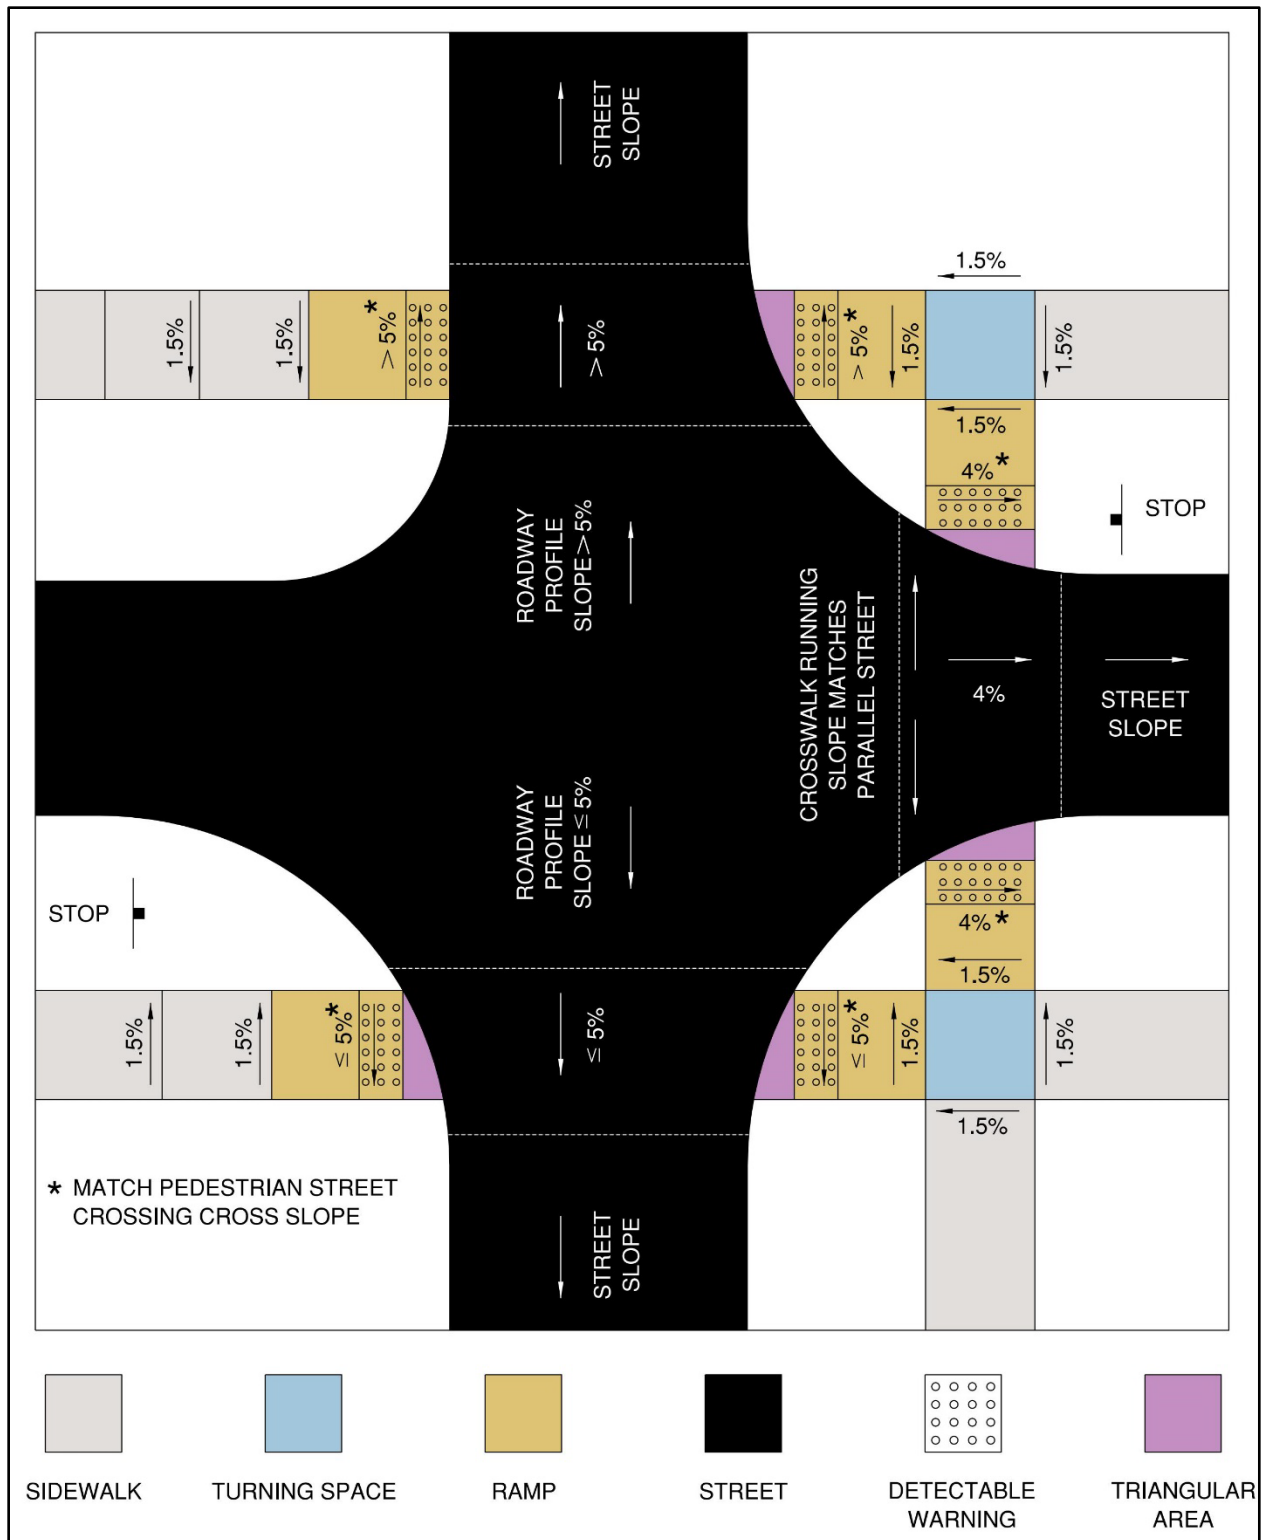 STREET
SLOPE
1.5%
1.5%
1.5%
> 5%*
> 5%
> 5%*
1.5%
1.5%
1.5%
4%*
STOP
ROADWAY
PROFILE
SLOPE > 5%
CROSSWALK RUNNING
SLOPE MATCHES
PARALLEL STREET
4%
STREET
SLOPE
ROADWAY
PROFILE
SLOPE ≤ 5%
STOP
4%*
1.5%
1.5%
1.5%
≤ 5%*
≤ 5%
≤ 5%*
1.5%
1.5%
1.5%
* MATCH PEDESTRIAN STREET
CROSSING CROSS SLOPE
STREET
SLOPE
SIDEWALK
TURNING SPACE
RAMP
STREET
DETECTABLE
WARNING
TRIANGULAR
AREA